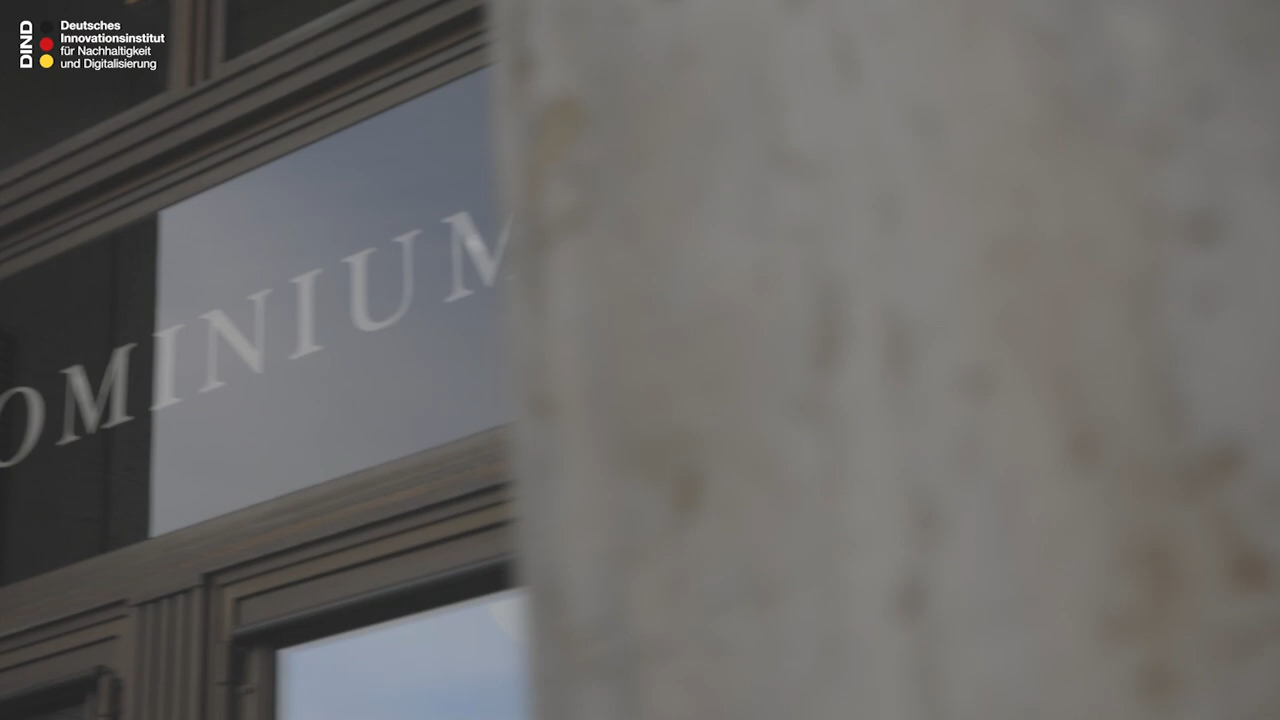 DIND
Deutsches
Innovationsinstitut
für Nachhaltigkeit
und Digitalisierung
OMINIUM